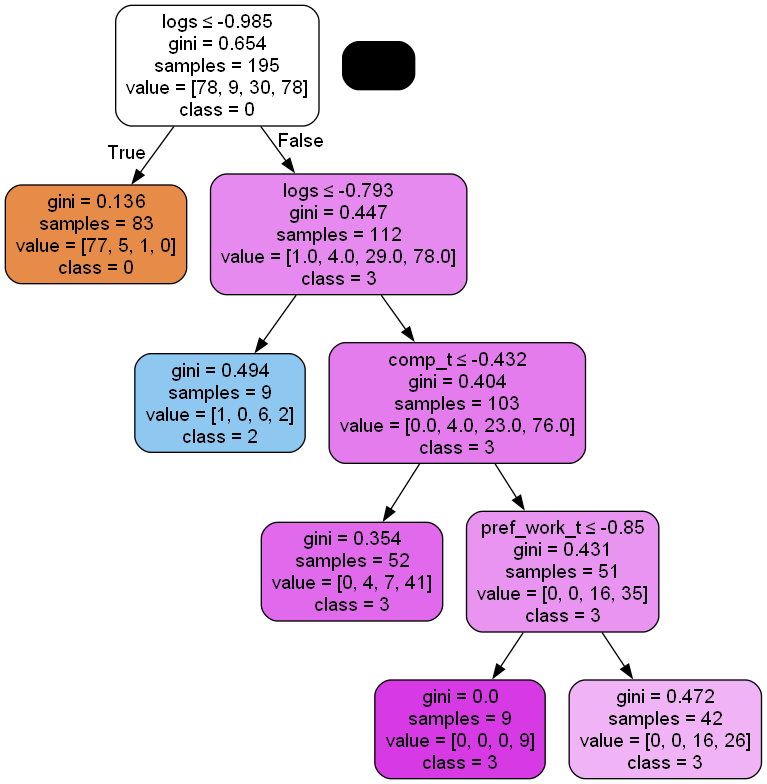 logs ≤ -0.985
gini = 0.654
samples = 195
value = [78, 9, 30, 78]
class = 0
True
False
gini = 0.136
samples = 83
value = [77, 5, 1, 0]
class = 0
logs ≤ -0.793
gini = 0.447
samples = 112
value = [1.0, 4.0, 29.0, 78.0]
class = 3
gini = 0.494
samples = 9
value = [1, 0, 6, 2]
class = 2
comp_t ≤ -0.432
gini = 0.404
samples = 103
value = [0.0, 4.0, 23.0, 76.0]
class = 3
gini = 0.354
samples = 52
value = [0, 4, 7, 41]
class = 3
pref_work_t ≤ -0.85
gini = 0.431
samples = 51
value = [0, 0, 16, 35]
class = 3
gini = 0.0
samples = 9
value = [0, 0, 0, 9]
class = 3
gini = 0.472
samples = 42
value = [0, 0, 16, 26]
class = 3